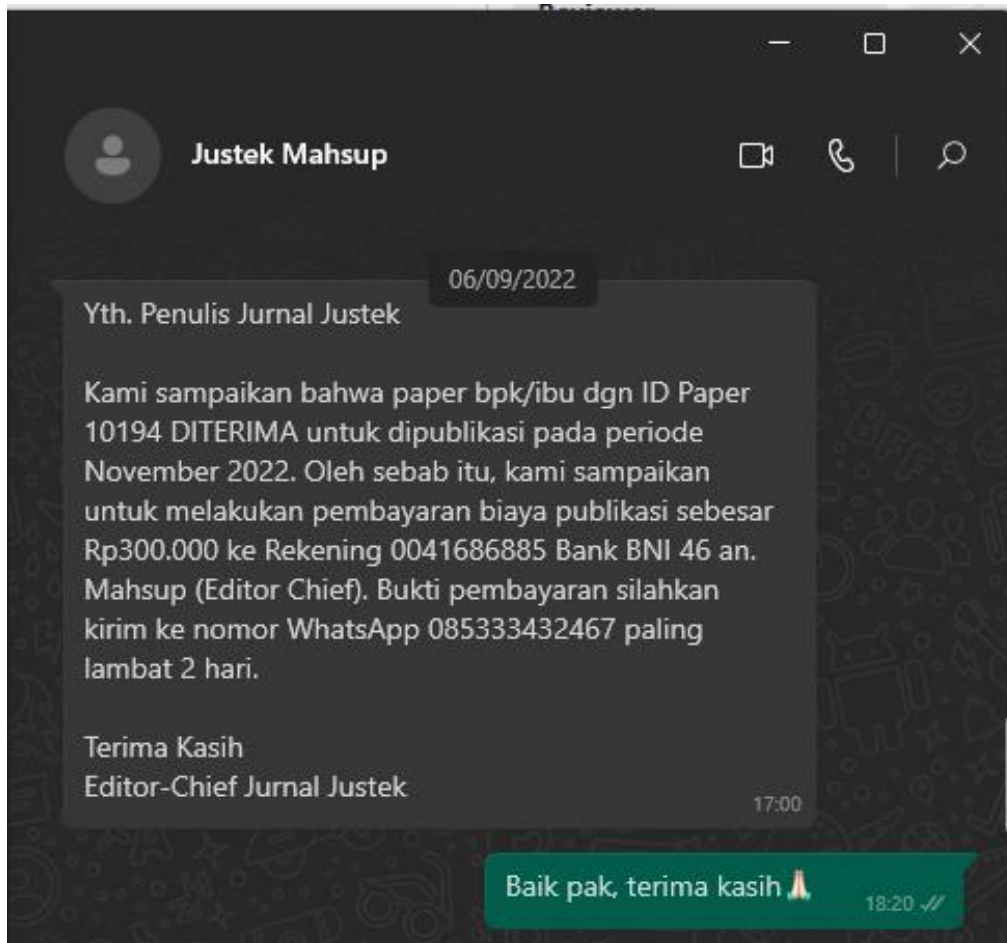 Justek Mahsup
06/09/2022
Yth. Penulis Jurnal Justek
Kami sampaikan bahwa paper bpk/ibu dgn ID Paper
10194 DITERIMA untuk dipublikasi pada periode
November 2022. Oleh sebab itu, kami sampaikan
untuk melakukan pembayaran biaya publikasi sebesar
Rp300.000 ke Rekening 0041686885 Bank BNI 46 an.
Mahsup (Editor Chief). Bukti pembayaran silahkan
kirim ke nomor WhatsApp 085333432467 paling
lambat 2 hari.
Terima Kasih
Editor-Chief Jurnal Justek
17:00
Baik pak, terima kasih🙏🏻
18:20